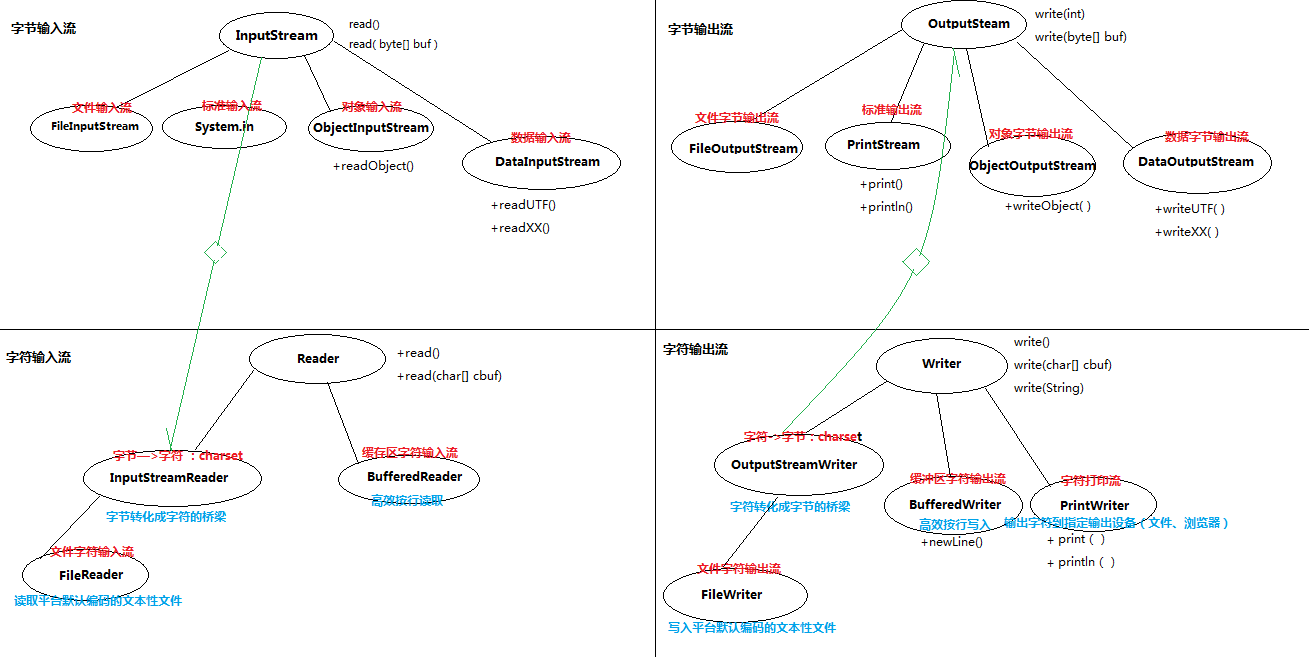 字节输入流
InputStream
read()
read( byte[] buf )
文件输入流
FileInputStream
标准输入流
System.in
对象输入流
ObjectInputStream
+readObject()
数据输入流
DataInputStream
+readUTF()
+readXX()
字节输出流
OutputSteam
write(int)
write(byte[] buf)
文件字节输出流
FileOutputStream
标准输出流
PrintStream
+print()
+println()
对象字节输出流
ObjectOutputStream
+writeObject( )
数据字节输出流
DataOutputStream
+writeUTF( )
+writeXX( )
字符输入流
Reader
+read()
+read(char[] cbuf)
字节—>字符 ：charset
InputStreamReader
字节转化成字符的桥梁
缓存区字符输入流
BufferedReader
高效按行读取
文件字符输入流
FileReader
读取平台默认编码的文本性文件
字符输出流
Writer
write()
write(char[] cbuf)
write(String)
字符->字节：charset
OutputStreamWriter
字符转化成字节的桥梁
缓冲区字符输出流
BufferedWriter
高效按行写入
+newLine()
字符打印流
PrintWriter
输出字符到指定输出设备（文件、浏览器）
+ print（ ）
+ println（ ）
文件字符输出流
FileWriter
写入平台默认编码的文本性文件